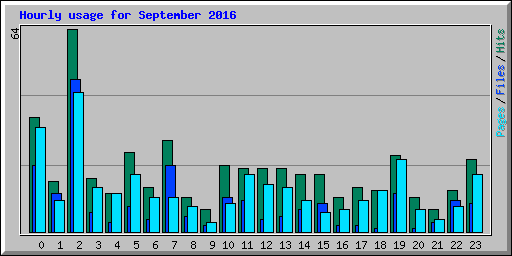 Hourly usage for September 2016
64
Pages/Files/Hits
0 1 2 3 4 5 6 7 8 9 10 11 12 13 14 15 16 17 18 19 20 21 22 23